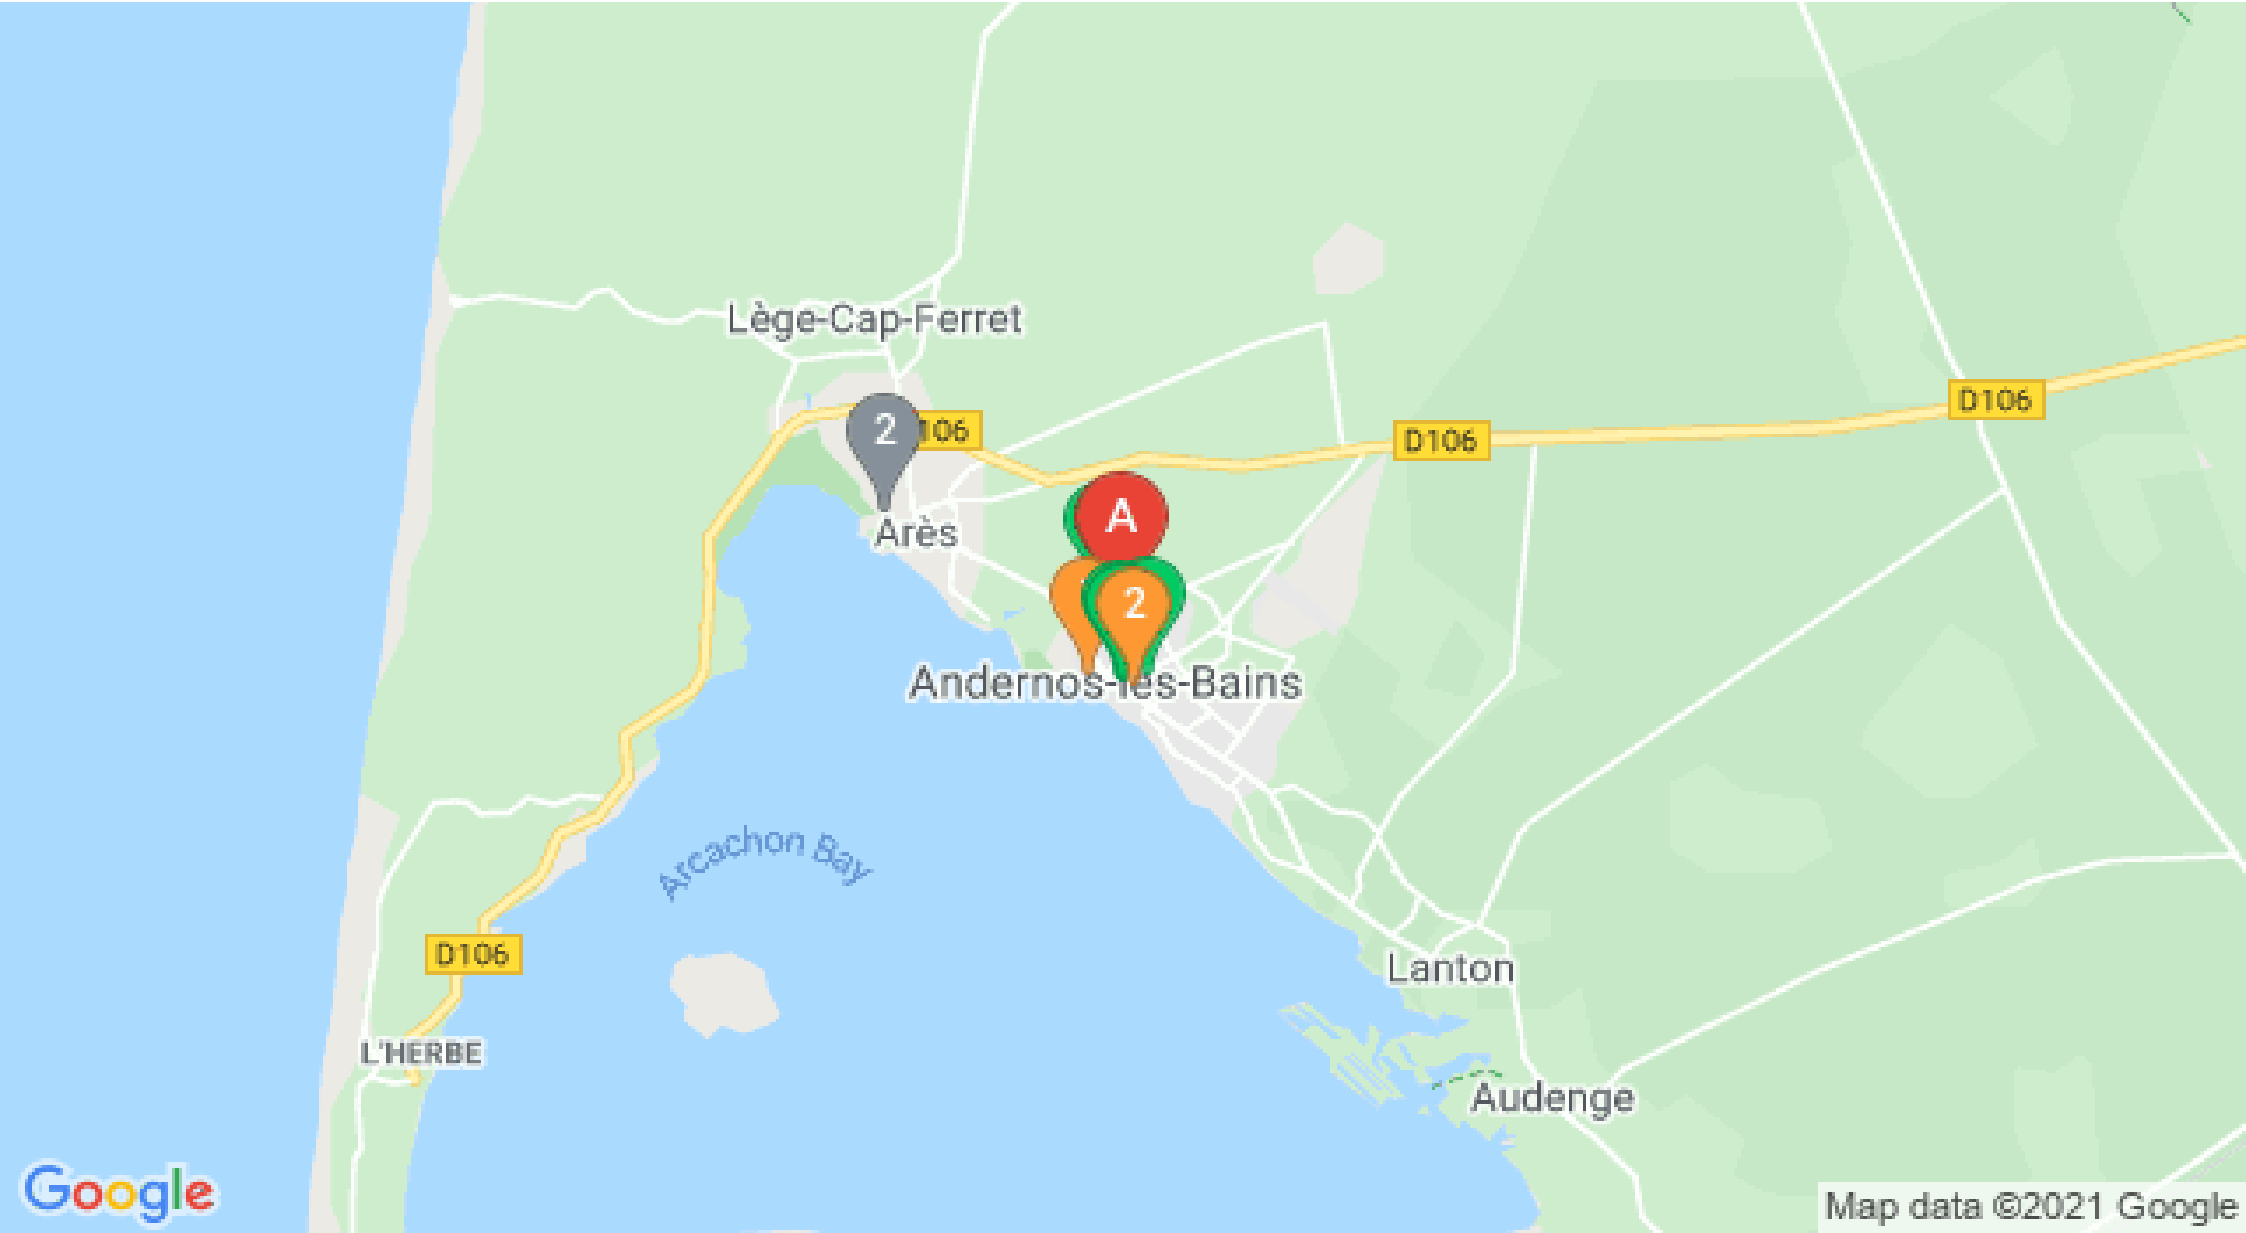 Lège-Cap-Ferret
D106
2
106
D106
A
Arès
2
Andernos-les-Bains
Arcachon Bay
D106
Lanton
L'HERBE
Audenge
Google
Map data ©2021 Google